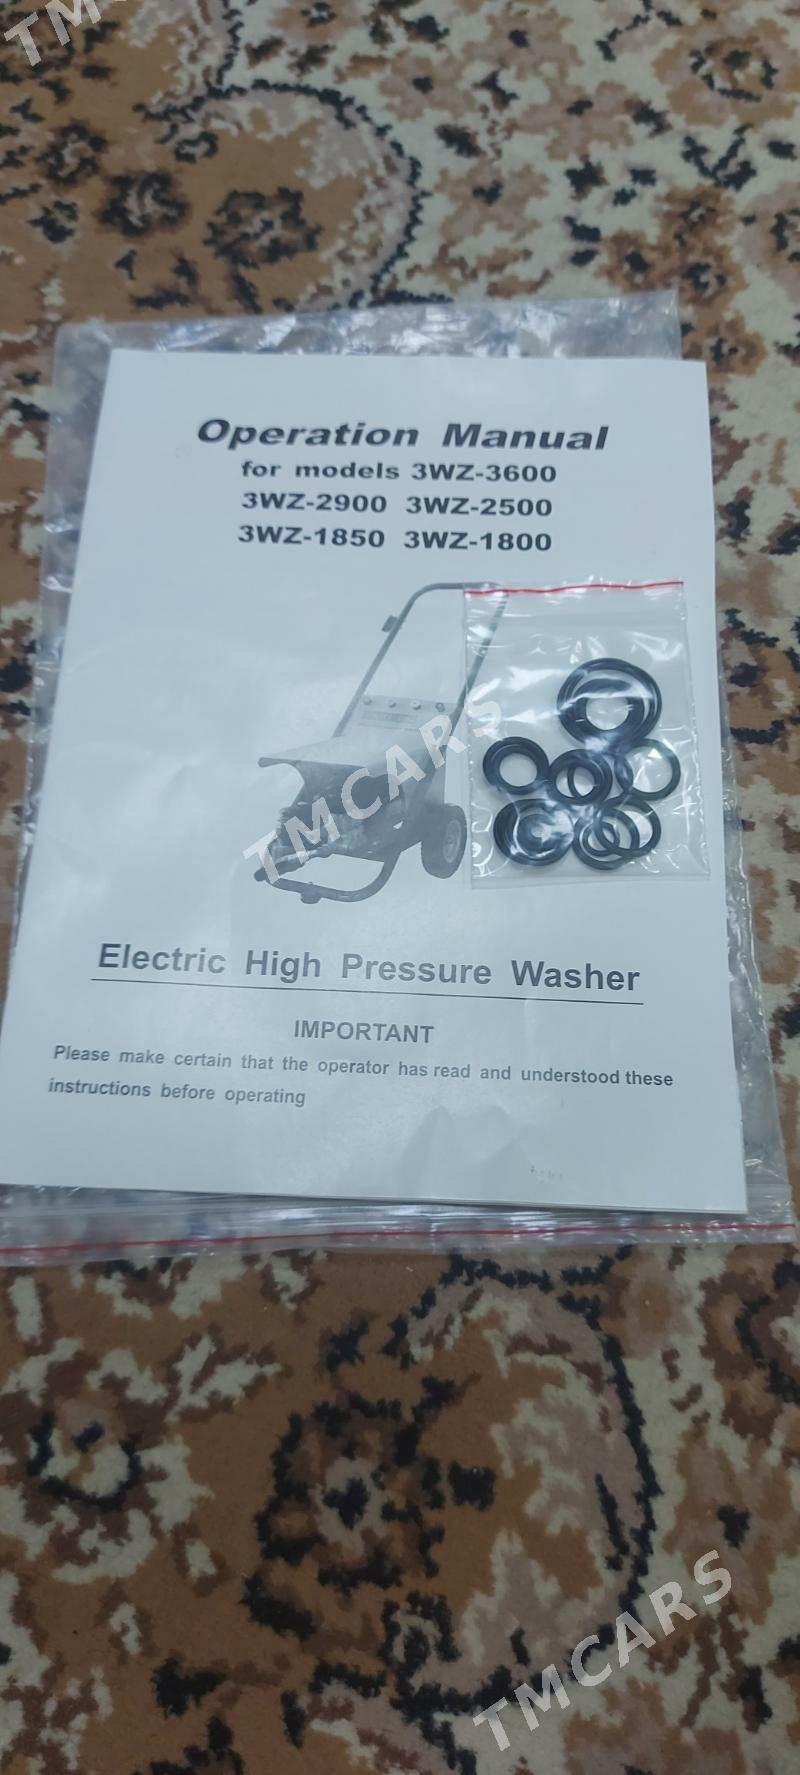 TM
Operation Manual
for models 3WZ-3600
3WZ-2900 3WZ-2500
3WZ-1850 3WZ-1800
TMCARS
Electric High Pressure Washer
IMPORTANT
Please make certain that the operator has read and understood these
instructions before operating
TMCARS